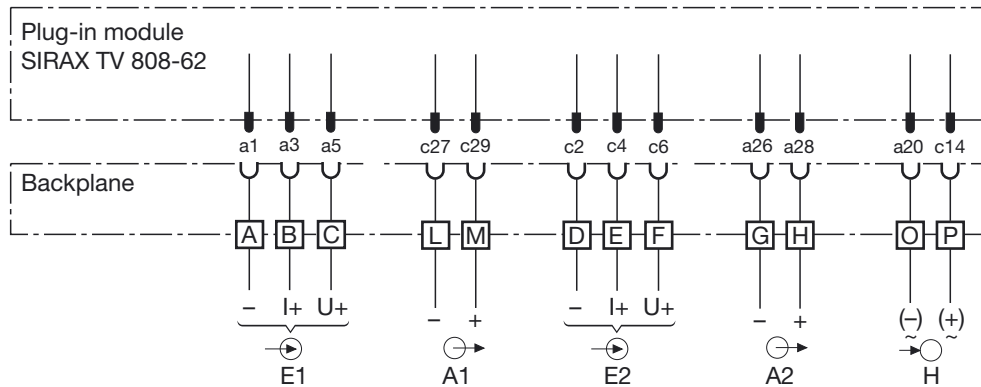 Plug-in module
SIRAX TV 808-62
a1 a3 a5 c27 c29 c2 c4 c6 a26 a28 a20 c14
Backplane
A B C L M D E F G H O P
– I+ U+ – + – I+ U+ – + (–) (+)
~ ~
E1 A1 E2 A2 H